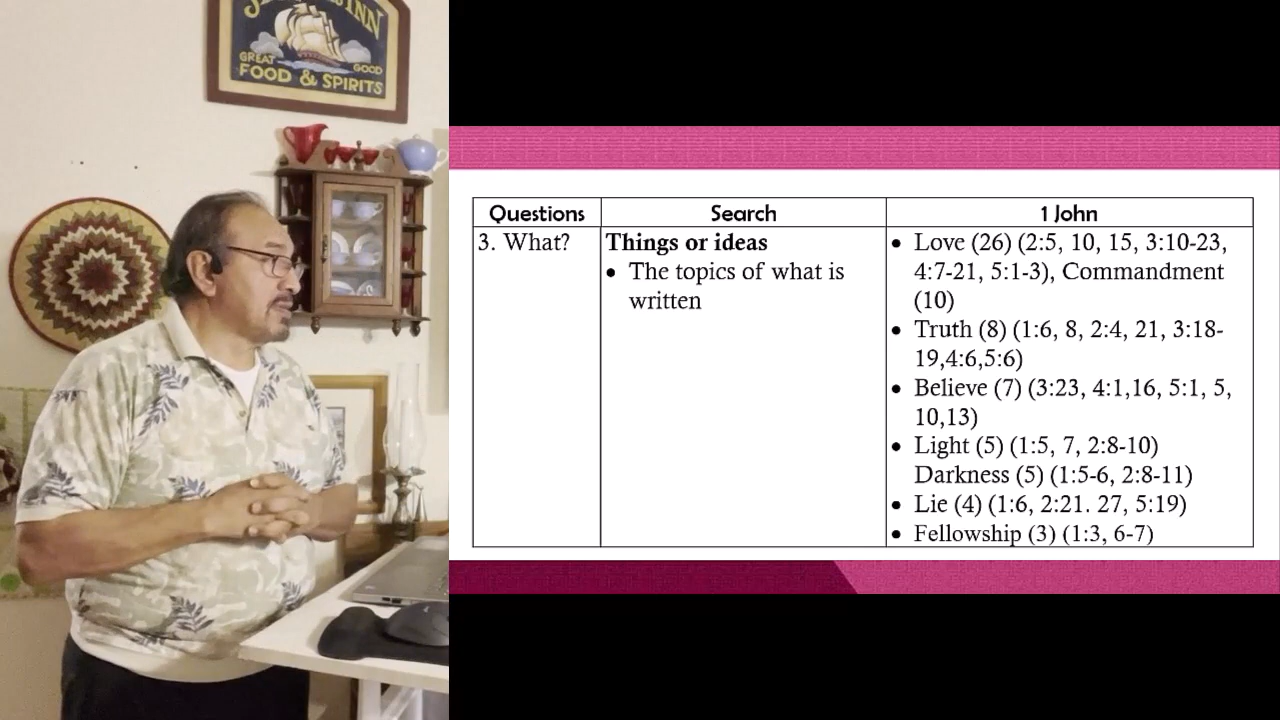 INN
GREAT GOOD
FOOD & SPIRITS
Questions Search 1 John
3. What? Things or ideas
• The topics of what is
written
• Love (26) (2:5, 10, 15, 3:10-23,
4:7-21, 5:1-3), Commandment
(10)
• Truth (8) (1:6, 8, 2:4, 21, 3:18-
19,4:6,5:6)
• Believe (7) (3:23, 4:1,16, 5:1, 5,
10,13)
• Light (5) (1:5, 7, 2:8-10)
Darkness (5) (1:5-6, 2:8-11)
• Lie (4) (1:6, 2:21. 27, 5:19)
• Fellowship (3) (1:3, 6-7)